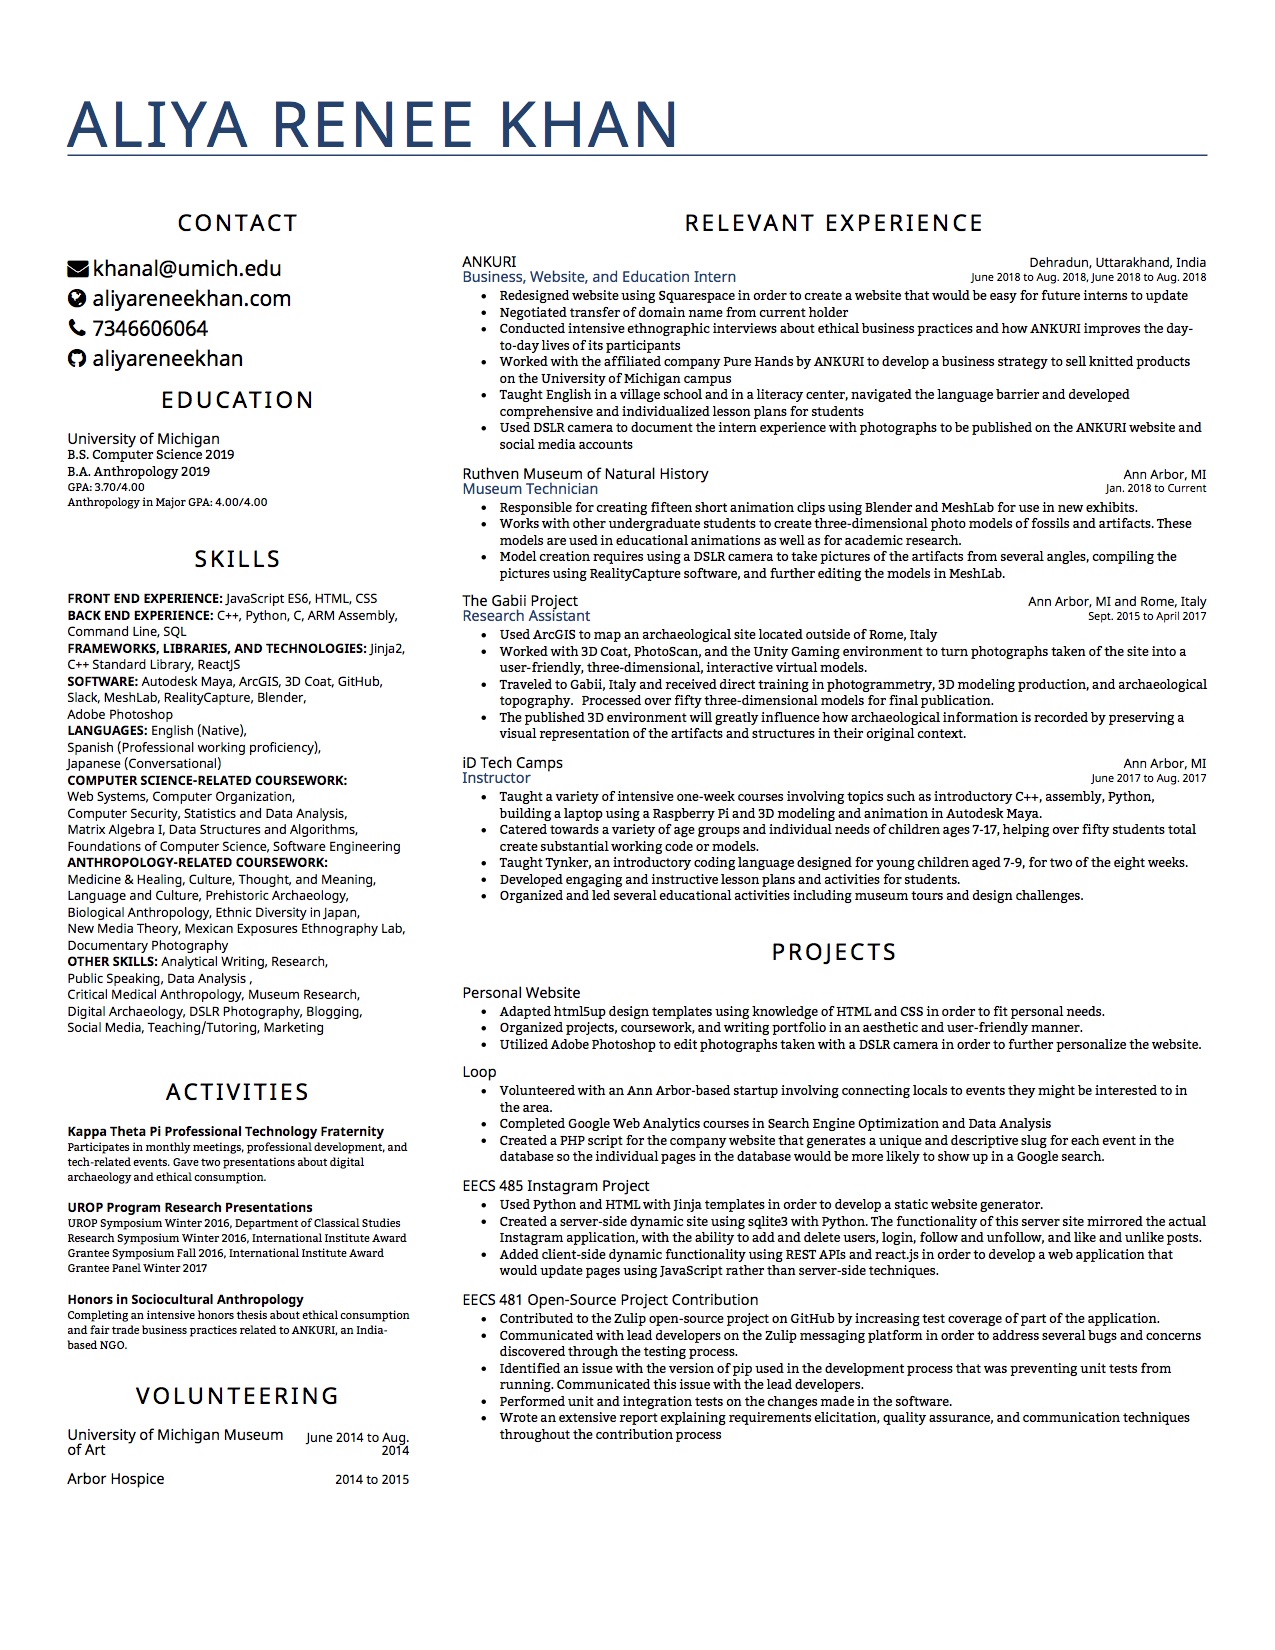 ALIYA RENEE KHAN
CONTACT
khanal@umich.edu
aliyareneekhan.com
7346606064
aliyareneekhan
EDUCATION
University of Michigan
B.S. Computer Science 2019
B.A. Anthropology 2019
GPA: 3.70/4.00
Anthropology in Major GPA: 4.00/4.00
SKILLS
FRONT END EXPERIENCE: JavaScript ES6, HTML, CSS
BACK END EXPERIENCE: C++, Python, C, ARM Assembly,
Command Line, SQL
FRAMEWORKS, LIBRARIES, AND TECHNOLOGIES: Jinja2,
C++ Standard Library, ReactJS
SOFTWARE: Autodesk Maya, ArcGIS, 3D Coat, GitHub,
Slack, MeshLab, RealityCapture, Blender,
Adobe Photoshop
LANGUAGES: English (Native),
Spanish (Professional working proficiency),
Japanese (Conversational)
COMPUTER SCIENCE-RELATED COURSEWORK:
Web Systems, Computer Organization,
Computer Security, Statistics and Data Analysis,
Matrix Algebra I, Data Structures and Algorithms,
Foundations of Computer Science, Software Engineering
ANTHROPOLOGY-RELATED COURSEWORK:
Medicine & Healing, Culture, Thought, and Meaning,
Language and Culture, Prehistoric Archaeology,
Biological Anthropology, Ethnic Diversity in Japan,
New Media Theory, Mexican Exposures Ethnography Lab,
Documentary Photography
OTHER SKILLS: Analytical Writing, Research,
Public Speaking, Data Analysis ,
Critical Medical Anthropology, Museum Research,
Digital Archaeology, DSLR Photography, Blogging,
Social Media, Teaching/Tutoring, Marketing
ACTIVITIES
Kappa Theta Pi Professional Technology Fraternity
Participates in monthly meetings, professional development, and
tech-related events. Gave two presentations about digital
archaeology and ethical consumption.
UROP Program Research Presentations
UROP Symposium Winter 2016, Department of Classical Studies
Research Symposium Winter 2016, International Institute Award
Grantee Symposium Fall 2016, International Institute Award
Grantee Panel Winter 2017
Honors in Sociocultural Anthropology
Completing an intensive honors thesis about ethical consumption
and fair trade business practices related to ANKURI, an India-
based NGO.
VOLUNTEERING
University of Michigan Museum June 2014 to Aug.
of Art 2014
Arbor Hospice 2014 to 2015
RELEVANT EXPERIENCE
ANKURI Dehradun, Uttarakhand, India
Business, Website, and Education Intern June 2018 to Aug. 2018, June 2018 to Aug. 2018
• Redesigned website using Squarespace in order to create a website that would be easy for future interns to update
• Negotiated transfer of domain name from current holder
• Conducted intensive ethnographic interviews about ethical business practices and how ANKURI improves the day-
to-day lives of its participants
• Worked with the affiliated company Pure Hands by ANKURI to develop a business strategy to sell knitted products
on the University of Michigan campus
• Taught English in a village school and in a literacy center, navigated the language barrier and developed
comprehensive and individualized lesson plans for students
• Used DSLR camera to document the intern experience with photographs to be published on the ANKURI website and
social media accounts
Ruthven Museum of Natural History Ann Arbor, MI
Museum Technician Jan. 2018 to Current
• Responsible for creating fifteen short animation clips using Blender and MeshLab for use in new exhibits.
• Works with other undergraduate students to create three-dimensional photo models of fossils and artifacts. These
models are used in educational animations as well as for academic research.
• Model creation requires using a DSLR camera to take pictures of the artifacts from several angles, compiling the
pictures using RealityCapture software, and further editing the models in MeshLab.
The Gabii Project Ann Arbor, MI and Rome, Italy
Research Assistant Sept. 2015 to April 2017
• Used ArcGIS to map an archaeological site located outside of Rome, Italy
• Worked with 3D Coat, PhotoScan, and the Unity Gaming environment to turn photographs taken of the site into a
user-friendly, three-dimensional, interactive virtual models.
• Traveled to Gabii, Italy and received direct training in photogrammetry, 3D modeling production, and archaeological
topography. Processed over fifty three-dimensional models for final publication.
• The published 3D environment will greatly influence how archaeological information is recorded by preserving a
visual representation of the artifacts and structures in their original context.
iD Tech Camps Ann Arbor, MI
Instructor June 2017 to Aug. 2017
• Taught a variety of intensive one-week courses involving topics such as introductory C++, assembly, Python,
building a laptop using a Raspberry Pi and 3D modeling and animation in Autodesk Maya.
• Catered towards a variety of age groups and individual needs of children ages 7-17, helping over fifty students total
create substantial working code or models.
• Taught Tynker, an introductory coding language designed for young children aged 7-9, for two of the eight weeks.
• Developed engaging and instructive lesson plans and activities for students.
• Organized and led several educational activities including museum tours and design challenges.
PROJECTS
Personal Website
• Adapted html5up design templates using knowledge of HTML and CSS in order to fit personal needs.
• Organized projects, coursework, and writing portfolio in an aesthetic and user-friendly manner.
• Utilized Adobe Photoshop to edit photographs taken with a DSLR camera in order to further personalize the website.
Loop
• Volunteered with an Ann Arbor-based startup involving connecting locals to events they might be interested to in
the area.
• Completed Google Web Analytics courses in Search Engine Optimization and Data Analysis
• Created a PHP script for the company website that generates a unique and descriptive slug for each event in the
database so the individual pages in the database would be more likely to show up in a Google search.
EECS 485 Instagram Project
• Used Python and HTML with Jinja templates in order to develop a static website generator.
• Created a server-side dynamic site using sqlite3 with Python. The functionality of this server site mirrored the actual
Instagram application, with the ability to add and delete users, login, follow and unfollow, and like and unlike posts.
• Added client-side dynamic functionality using REST APIs and react.js in order to develop a web application that
would update pages using JavaScript rather than server-side techniques.
EECS 481 Open-Source Project Contribution
• Contributed to the Zulip open-source project on GitHub by increasing test coverage of part of the application.
• Communicated with lead developers on the Zulip messaging platform in order to address several bugs and concerns
discovered through the testing process.
• Identified an issue with the version of pip used in the development process that was preventing unit tests from
running. Communicated this issue with the lead developers.
• Performed unit and integration tests on the changes made in the software.
• Wrote an extensive report explaining requirements elicitation, quality assurance, and communication techniques
throughout the contribution process